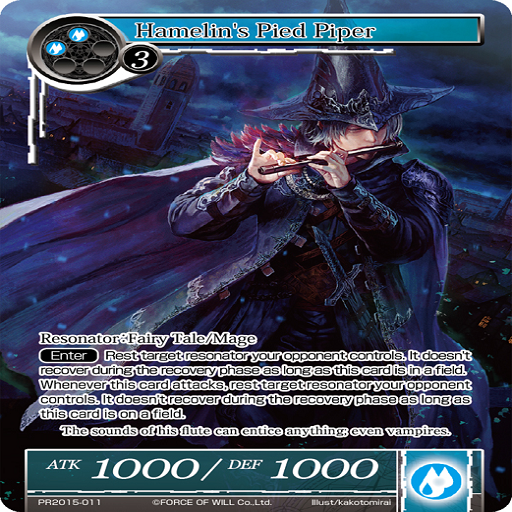 Hamelin's Pied Piper
3
Resonator: Fairy Tale/Mage
Enter Rest target resonator your opponent controls. It doesn't
recover during the recovery phase as long as this card is in a field.
Whenever this card attacks, rest target resonator your opponent
controls. It doesn't recover during the recovery phase as long as
this card is on a field.
The sounds of his flute can entice anything; even vampires.
ATK 1000/ DEF 1000
PR2015-011 ©FORCE OF WILL Co.,Ltd. Illust/kakotomirai